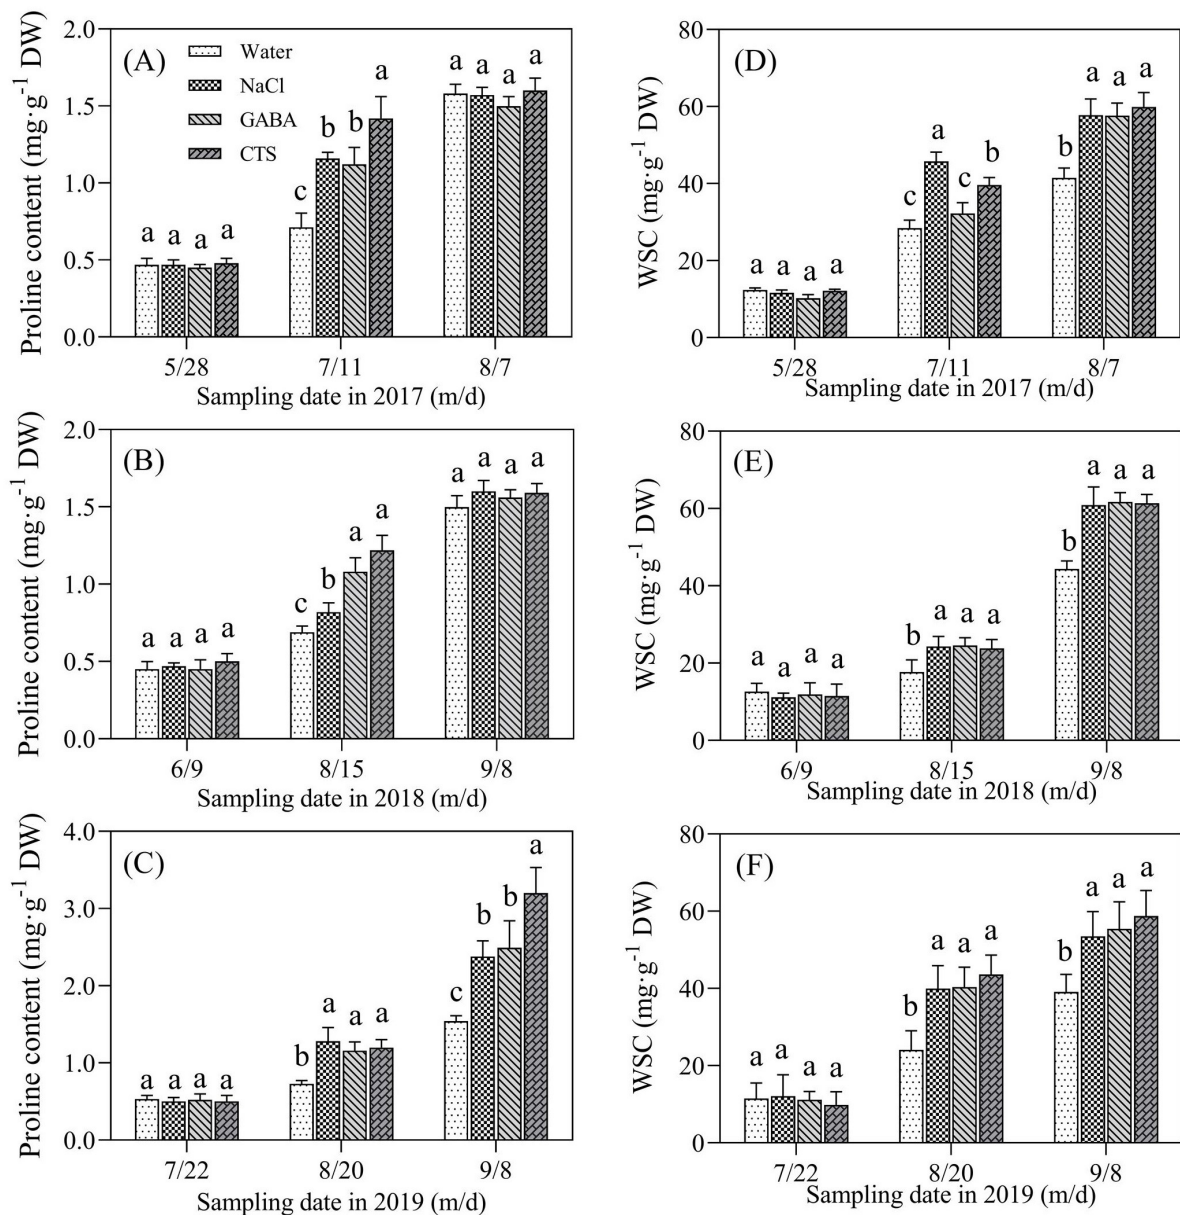 (A)
Water
NaCl
GABA
CTS
Proline content (mg·g⁻¹ DW)
2.0
1.5
1.0
0.5
0.0
a a a a
c b b a
a a a a
5/28 7/11 8/7
Sampling date in 2017 (m/d)
(D)
WSC (mg·g⁻¹ DW)
80
60
40
20
0
a a a a
c a c b
b a a a
5/28 7/11 8/7
Sampling date in 2017 (m/d)
(B)
Proline content (mg·g⁻¹ DW)
2.0
1.5
1.0
0.5
0.0
a a a a
c b a a
a a a a
6/9 8/15 9/8
Sampling date in 2018 (m/d)
(E)
WSC (mg·g⁻¹ DW)
80
60
40
20
0
a a a a
b a a a
b a a a
6/9 8/15 9/8
Sampling date in 2018 (m/d)
(C)
Proline content (mg·g⁻¹ DW)
4.0
3.0
2.0
1.0
0.0
a a a a
b a a a
c b b a
7/22 8/20 9/8
Sampling date in 2019 (m/d)
(F)
WSC (mg·g⁻¹ DW)
80
60
40
20
0
a a a a
b a a a
b a a a
7/22 8/20 9/8
Sampling date in 2019 (m/d)